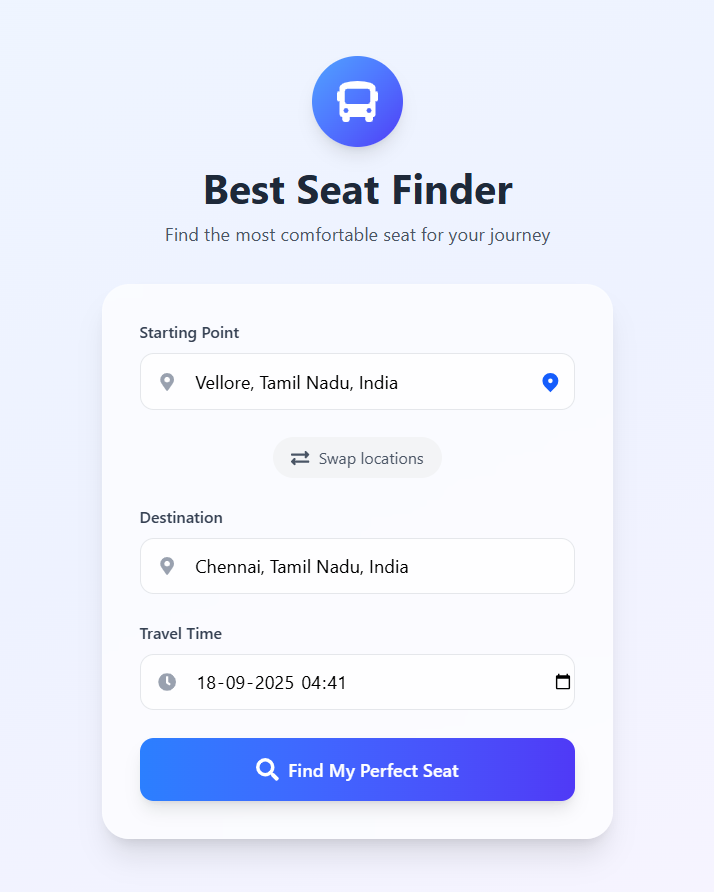 Best Seat Finder
Find the most comfortable seat for your journey
Starting Point
Vellore, Tamil Nadu, India
Swap locations
Destination
Chennai, Tamil Nadu, India
Travel Time
18-09-2025 04:41
Find My Perfect Seat